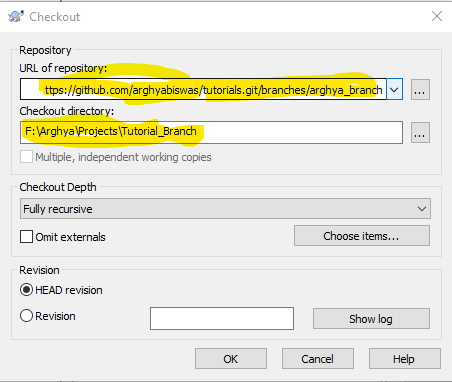 Checkout
Repository
URL of repository:
ttps://github.com/arghyabiswas/tutorials.git/branches/arghya_branch
...
Checkout directory:
F:\Arghya\Projects\Tutorial_Branch
...
Multiple, independent working copies
Checkout Depth
Fully recursive
Omit externals
Choose items...
Revision
HEAD revision
Revision
Show log
OK
Cancel
Help